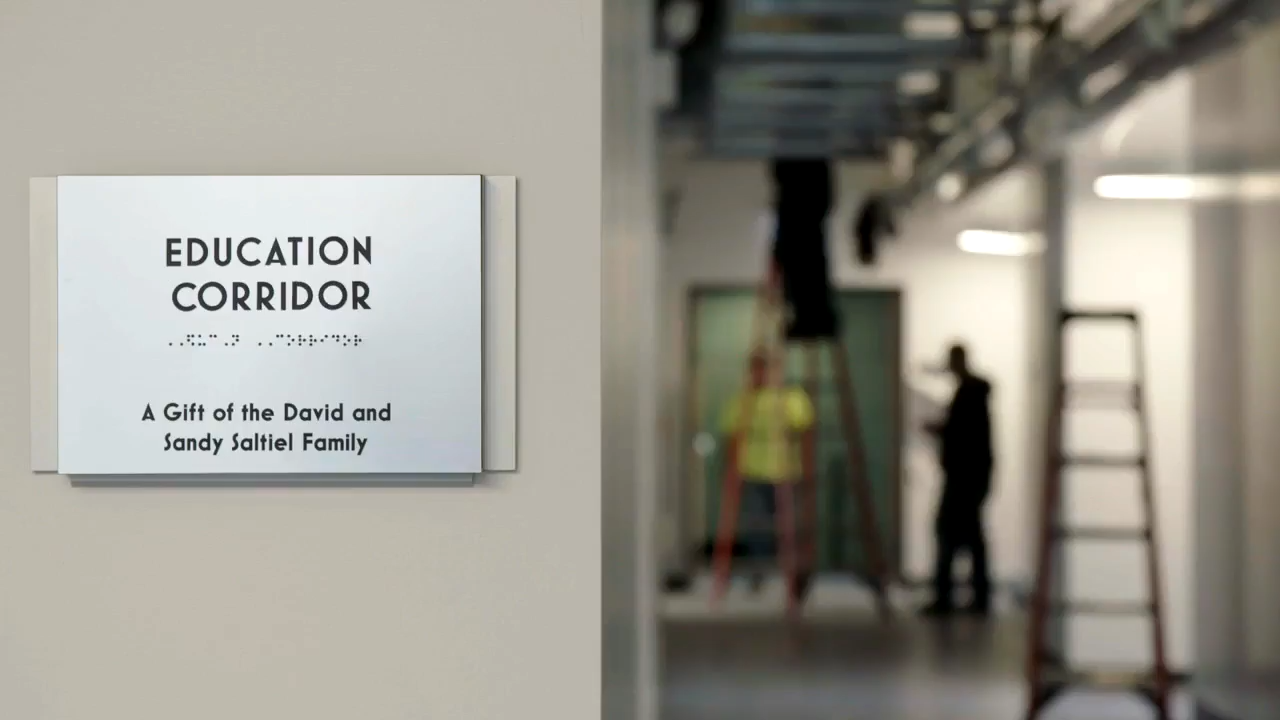 EDUCATION
CORRIDOR
A Gift of the David and
Sandy Saltiel Family